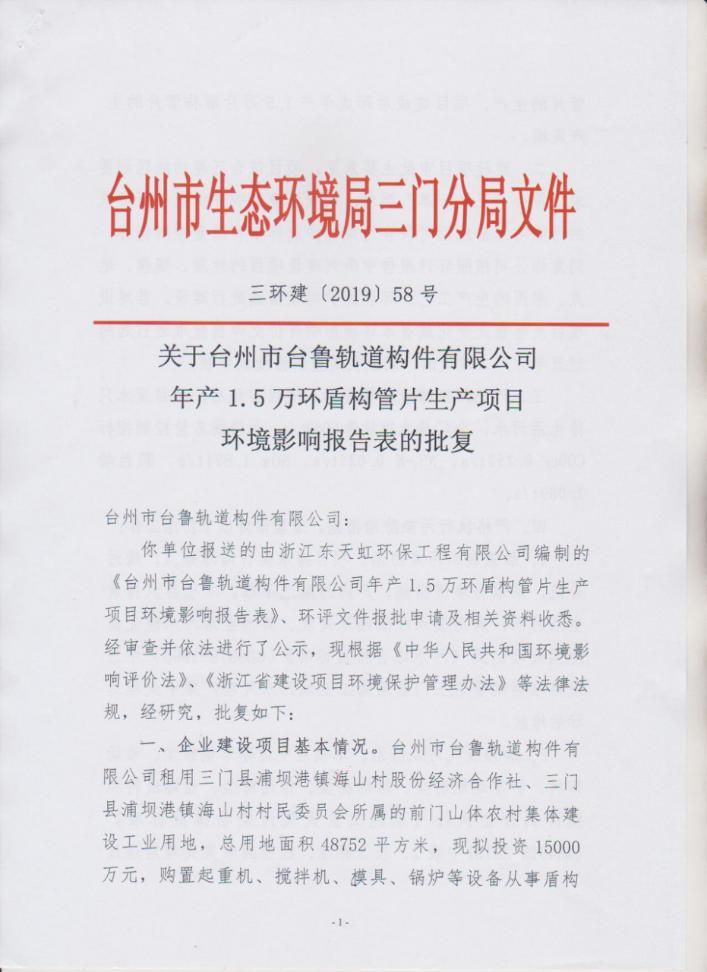 台州市生态环境局三门分局文件
三环建〔2019〕58 号
关于台州市台鲁轨道构件有限公司
年产 1.5 万环盾构管片生产项目
环境影响报告表的批复
台州市台鲁轨道构件有限公司：
你单位报送的由浙江东天虹环保工程有限公司编制的
《台州市台鲁轨道构件有限公司年产 1.5 万环盾构管片生产
项目环境影响报告表》、环评文件报批申请及相关资料收悉。
经审查并依法进行了公示，现根据《中华人民共和国环境影
响评价法》、《浙江省建设项目环境保护管理办法》等法律法
规，经研究，批复如下：
一、企业建设项目基本情况。台州市台鲁轨道构件有
限公司租用三门县浦坝港镇海山村股份经济合作社、三门
县浦坝港镇海山村村民委员会所属的前门山体农村集体建
设工业用地，总用地面积 48752 平方米，现拟投资 15000
万元，购置起重机、搅拌机、模具、锅炉等设备从事盾构
- 1 -